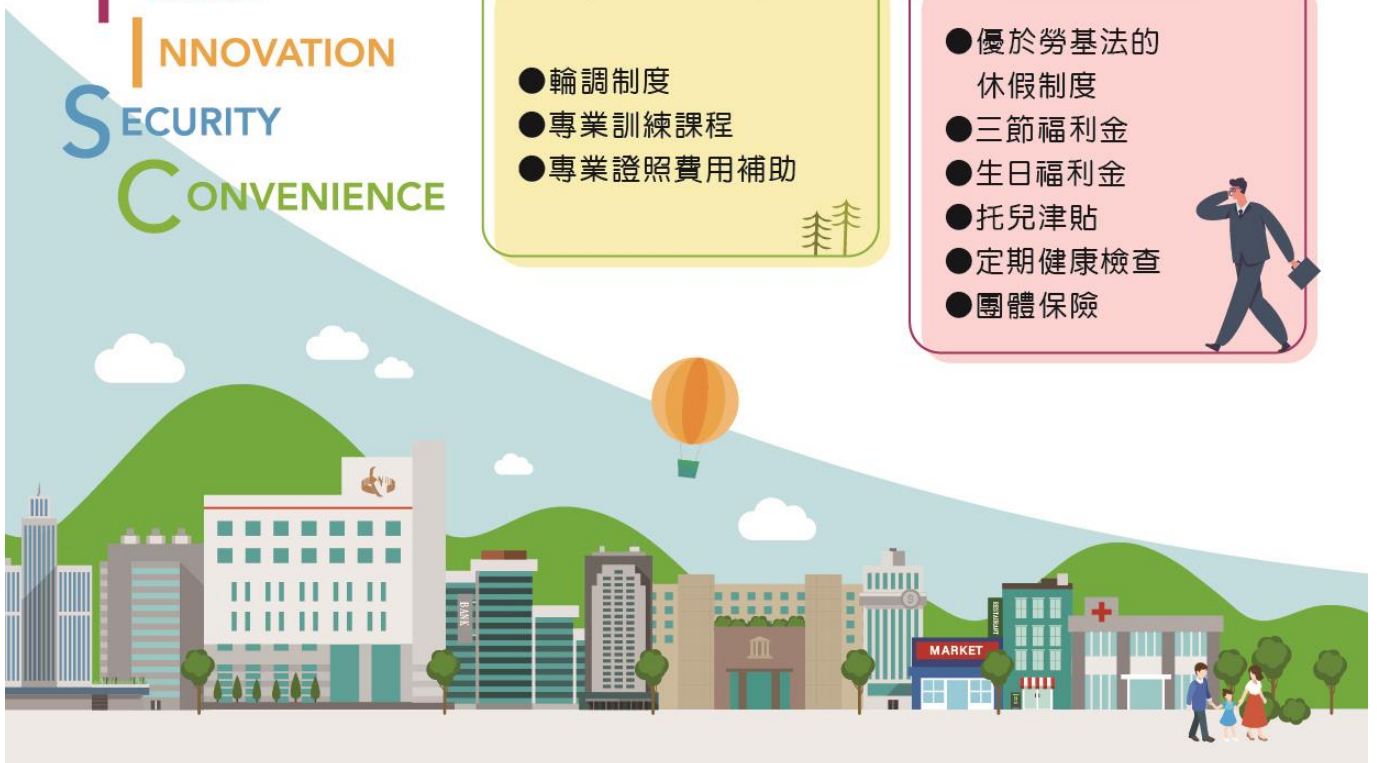 INNOVATION
SECURITY
CONVENIENCE
●輪調制度
●專業訓練課程
●專業證照費用補助
●優於勞基法的
休假制度
●三節福利金
●生日福利金
●托兒津貼
●定期健康檢查
●團體保險
BANK
RESTAURANT
MARKET